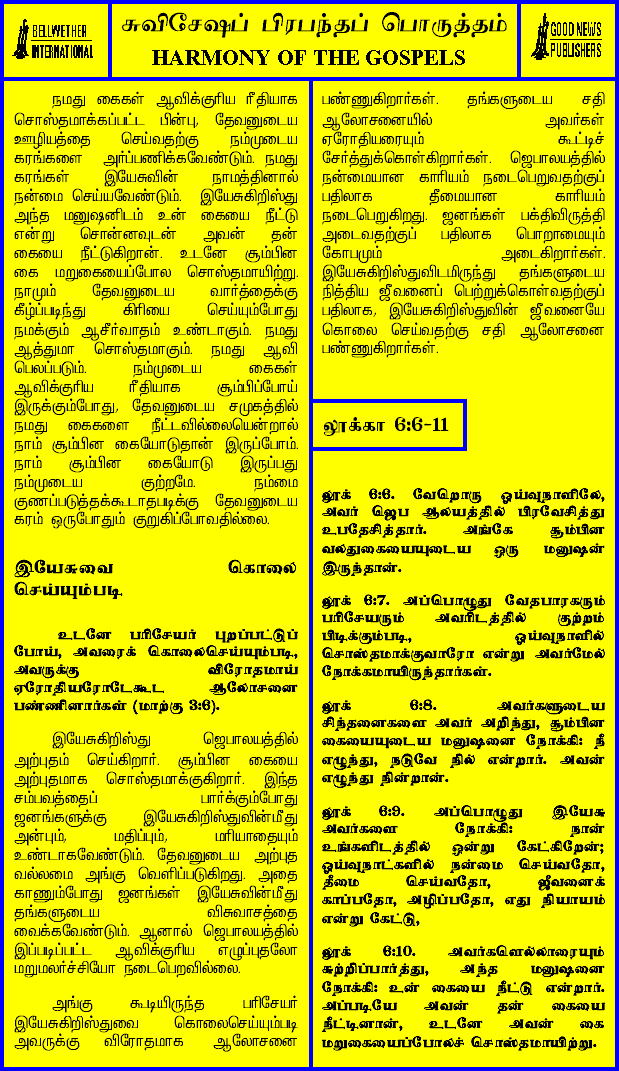 BELLWETHER
INTERNATIONAL
சுவிசேஷப் பிரபந்தப் பொருத்தம்
HARMONY OF THE GOSPELS
GOOD NEWS
PUBLISHERS
நமது கைகள் ஆவிக்குரிய ரீதியாக
சொஸ்தமாக்கப்பட்ட பின்பு, தேவனுடைய
ஊழியத்தை செய்வதற்கு நம்முடைய
கரங்களை அர்ப்பணிக்கவேண்டும். நமது
கரங்கள் இயேசுவின் நாமத்தினால்
நன்மை செய்யவேண்டும். இயேசுகிறிஸ்து
அந்த மனுஷனிடம் உன் கையை நீட்டு
என்று சொன்னவுடன் அவன் தன்
கையை நீட்டுகிறான். உடனே சூம்பின
கை மறுகையைப்போல சொஸ்தமாயிற்று.
நாமும் தேவனுடைய வார்த்தைக்கு
கீழ்ப்படிந்து கிரியை செய்யும்போது
நமக்கும் ஆசீர்வாதம் உண்டாகும். நமது
ஆத்துமா சொஸ்தமாகும். நமது ஆவி
பெலப்படும். நம்முடைய கைகள்
ஆவிக்குரிய ரீதியாக சூம்பிப்போய்
இருக்கும்போது, தேவனுடைய சமுகத்தில்
நமது கைகளை நீட்டவில்லையென்றால்
நாம் சூம்பின கையோடுதான் இருப்போம்.
நாம் சூம்பின கையோடு இருப்பது
நம்முடைய குற்றமே. நம்மை
குணப்படுத்தக்கூடாதபடிக்கு தேவனுடைய
கரம் ஒருபோதும் குறுகிப்போவதில்லை.
இயேசுவை கொலை
செய்யும்படி
உடனே பரிசேயர் புறப்பட்டுப்
போய், அவரைக் கொலைசெய்யும்படி,
அவருக்கு விரோதமாய்
ஏரோதியரோடேகூட ஆலோசனை
பண்ணினார்கள் (மாற்கு 3:6).
இயேசுகிறிஸ்து ஜெபாலயத்தில்
அற்புதம் செய்கிறார். சூம்பின கையை
அற்புதமாக சொஸ்தமாக்குகிறார். இந்த
சம்பவத்தைப் பார்க்கும்போது
ஜனங்களுக்கு இயேசுகிறிஸ்துவின்மீது
அன்பும், மதிப்பும், மரியாதையும்
உண்டாகவேண்டும். தேவனுடைய அற்புத
வல்லமை அங்கு வெளிப்படுகிறது. அதை
காணும்போது ஜனங்கள் இயேசுவின்மீது
தங்களுடைய விசுவாசத்தை
வைக்கவேண்டும். ஆனால் ஜெபாலயத்தில்
இப்படிப்பட்ட ஆவிக்குரிய எழுப்புதலோ
மறுமலர்ச்சியோ நடைபெறவில்லை.
அங்கு கூடியிருந்த பரிசேயர்
இயேசுகிறிஸ்துவை கொலைசெய்யும்படி
அவருக்கு விரோதமாக ஆலோசனை
பண்ணுகிறார்கள். தங்களுடைய சதி
ஆலோசனையில் அவர்கள்
ஏரோதியரையும் கூட்டிச்
சேர்த்துக்கொள்கிறார்கள். ஜெபாலயத்தில்
நன்மையான காரியம் நடைபெறுவதற்குப்
பதிலாக தீமையான காரியம்
நடைபெறுகிறது. ஜனங்கள் பக்திவிருத்தி
அடைவதற்குப் பதிலாக பொறாமையும்
கோபமும் அடைகிறார்கள்.
இயேசுகிறிஸ்துவிடமிருந்து தங்களுடைய
நித்திய ஜீவனைப் பெற்றுக்கொள்வதற்குப்
பதிலாக, இயேசுகிறிஸ்துவின் ஜீவனையே
கொலை செய்வதற்கு சதி ஆலோசனை
பண்ணுகிறார்கள்.
லூக்கா 6:6-11
லூக் 6:6. வேறொரு ஓய்வுநாளிலே,
அவர் ஜெப ஆலயத்தில் பிரவேசித்து
உபதேசித்தார். அங்கே சூம்பின
வலதுகையையுடைய ஒரு மனுஷன்
இருந்தான்.
லூக் 6:7. அப்பொழுது வேதபாரகரும்
பரிசேயரும் அவரிடத்தில் குற்றம்
பிடிக்கும்படி, ஓய்வுநாளில்
சொஸ்தமாக்குவாரோ என்று அவர்மேல்
நோக்கமாயிருந்தார்கள்.
லூக் 6:8. அவர்களுடைய
சிந்தனைகளை அவர் அறிந்து, சூம்பின
கையையுடைய மனுஷனை நோக்கி: நீ
எழுந்து, நடுவே நில் என்றார். அவன்
எழுந்து நின்றான்.
லூக் 6:9. அப்பொழுது இயேசு
அவர்களை நோக்கி: நான்
உங்களிடத்தில் ஒன்று கேட்கிறேன்;
ஓய்வுநாட்களில் நன்மை செய்வதோ,
தீமை செய்வதோ, ஜீவனைக்
காப்பதோ, அழிப்பதோ, எது நியாயம்
என்று கேட்டு,
லூக் 6:10. அவர்களெல்லாரையும்
சுற்றிப்பார்த்து, அந்த மனுஷனை
நோக்கி: உன் கையை நீட்டு என்றார்.
அப்படியே அவன் தன் கையை
நீட்டினான், உடனே அவன் கை
மறுகையைப்போலச் சொஸ்தமாயிற்று.